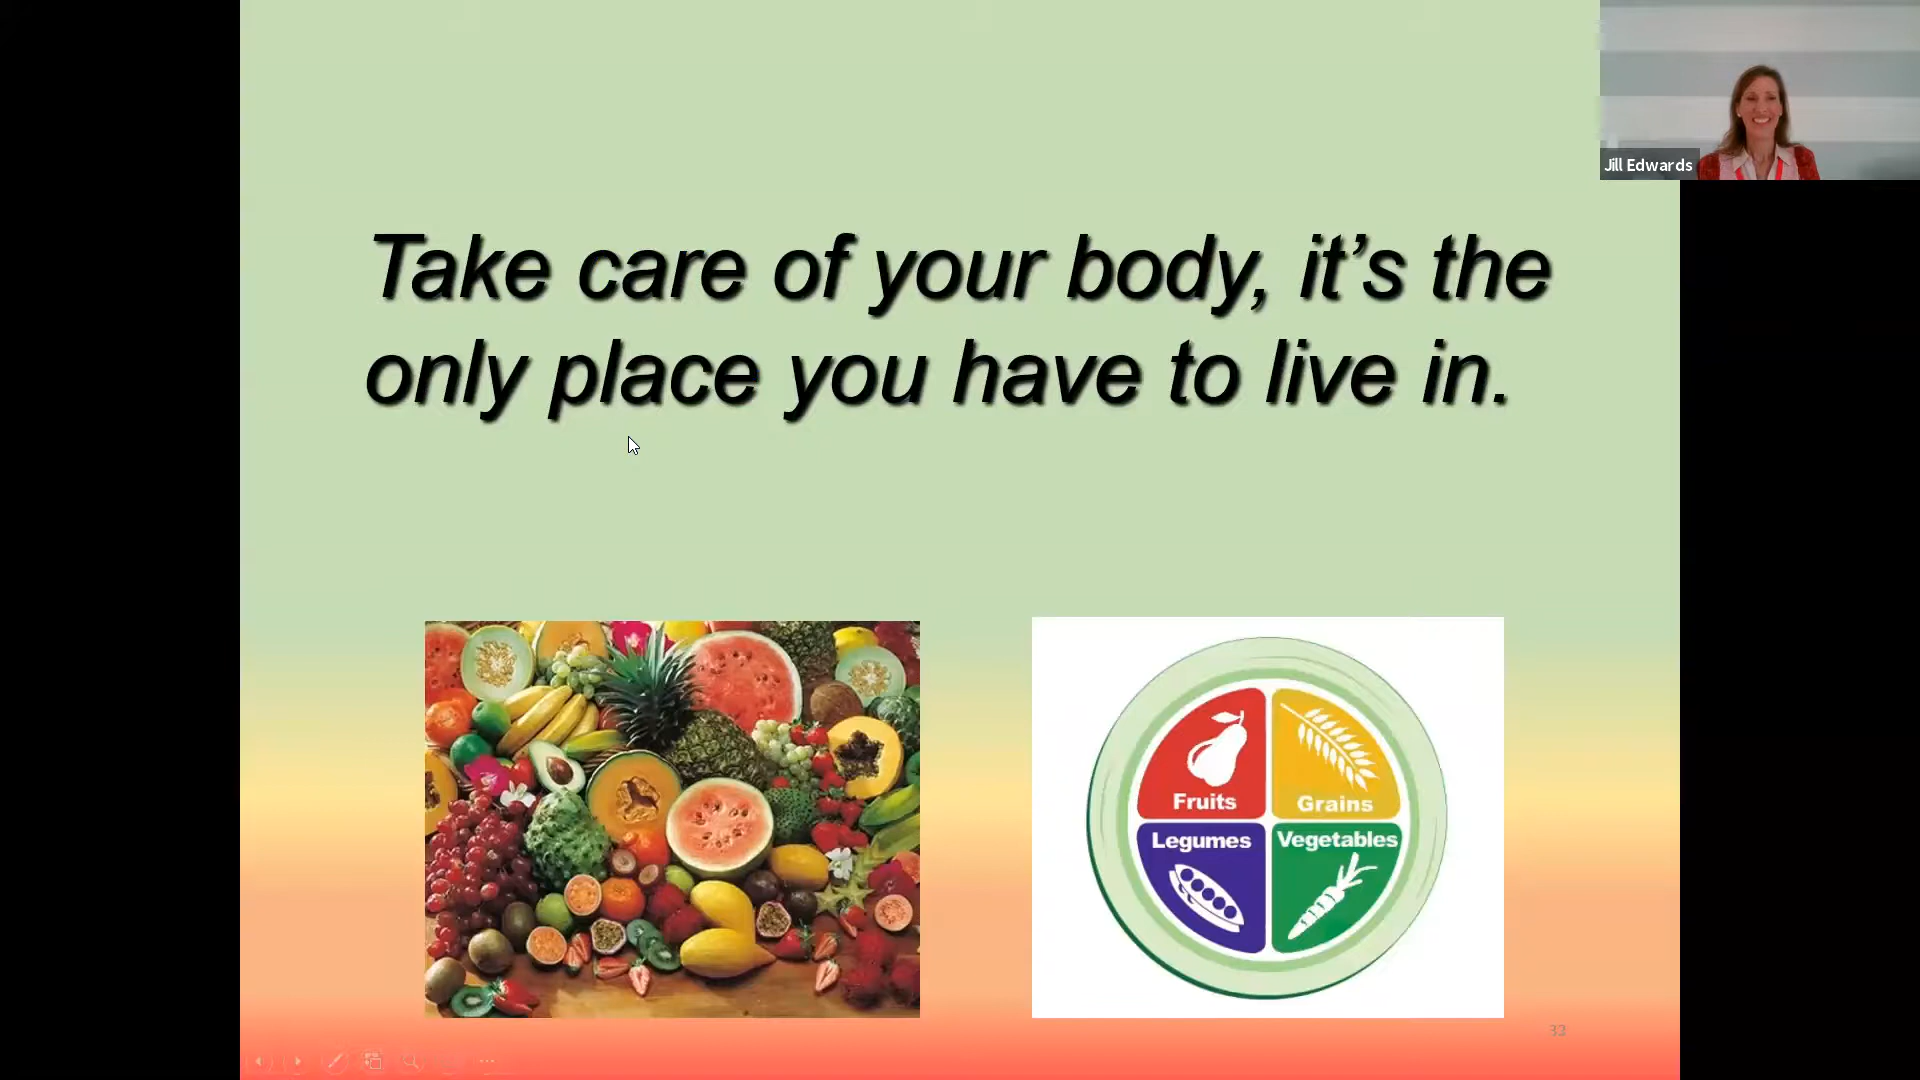 Take care of your body, it's the
only place you have to live in.
Jill Edwards
Fruits
Grains
Legumes
Vegetables
33